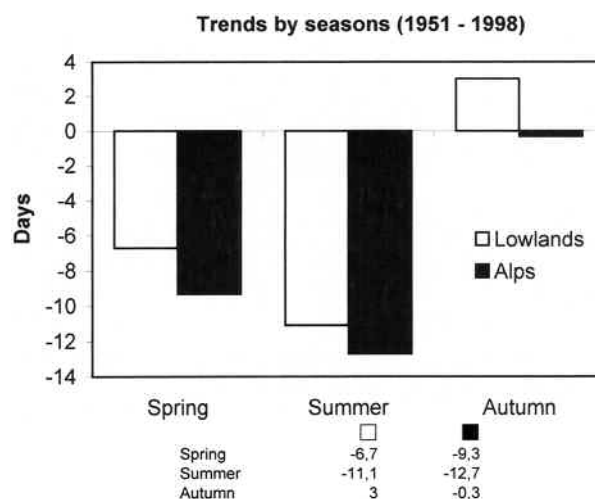 Trends by seasons (1951 - 1998)
4
2
0
-2
-4
-6
-8
-10
-12
-14
Days
Lowlands
Alps
Spring Summer Autumn
Spring -6,7 -9,3
Summer -11,1 -12,7
Autumn 3 -0,3